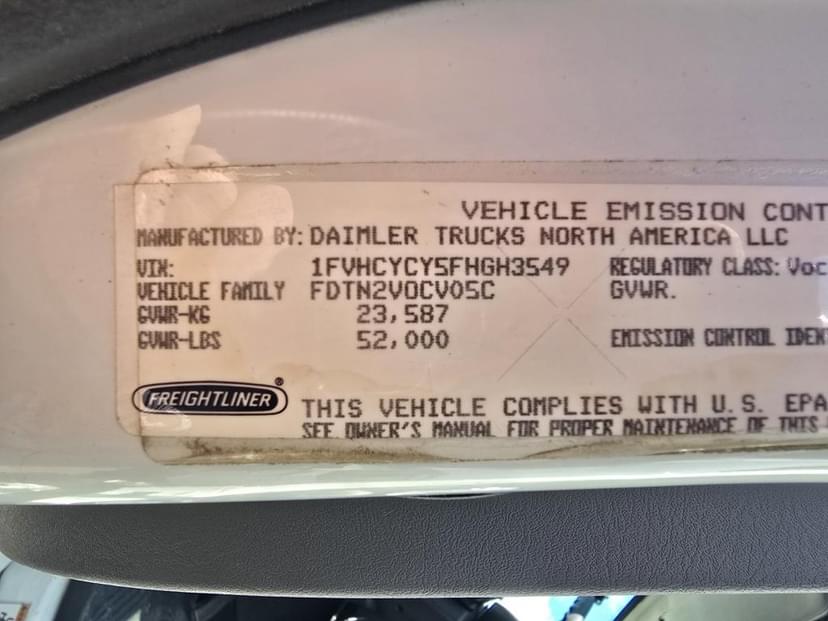 VEHICLE EMISSION CONT
MANUFACTURED BY: DAIMLER TRUCKS NORTH AMERICA LLC
VIN: 1FVHCYCY5FHGH3549 REGULATORY CLASS: Voc
VEHICLE FAMILY FDTN2VOCV05C GVWR.
GVWR-KG 23,587
GVWR-LBS 52,000 EMISSION CONTROL IDEN
FREIGHTLINER® THIS VEHICLE COMPLIES WITH U.S. EPA
SEE OWNER'S MANUAL FOR PROPER MAINTENANCE OF THIS